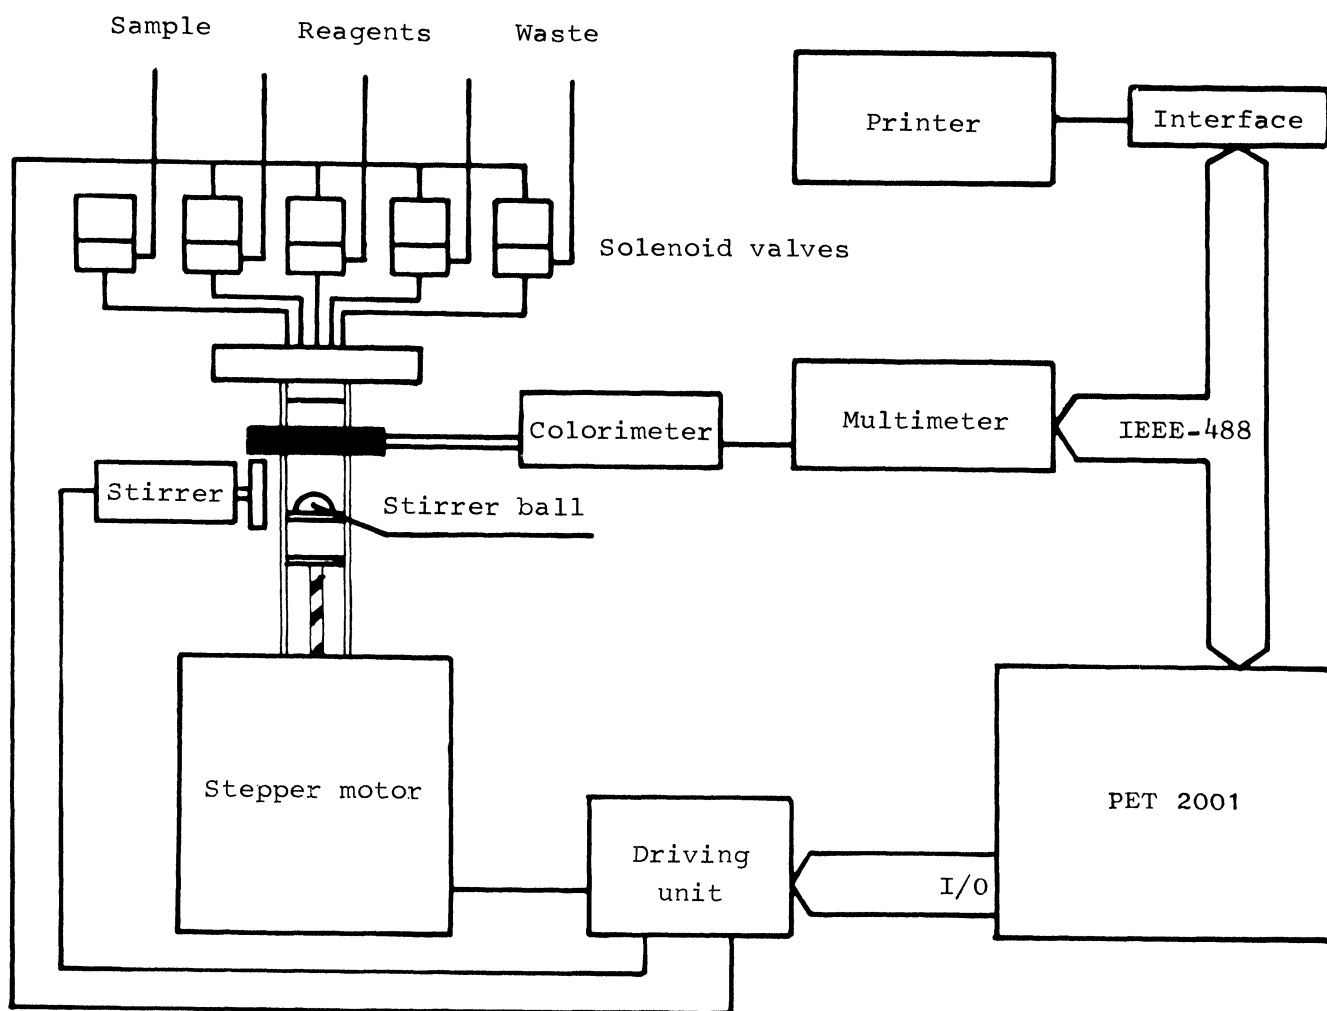 Sample Reagents Waste
Printer
Interface
Solenoid valves
Colorimeter
Multimeter
IEEE-488
Stirrer
Stirrer ball
Stepper motor
PET 2001
Driving
unit
I/O